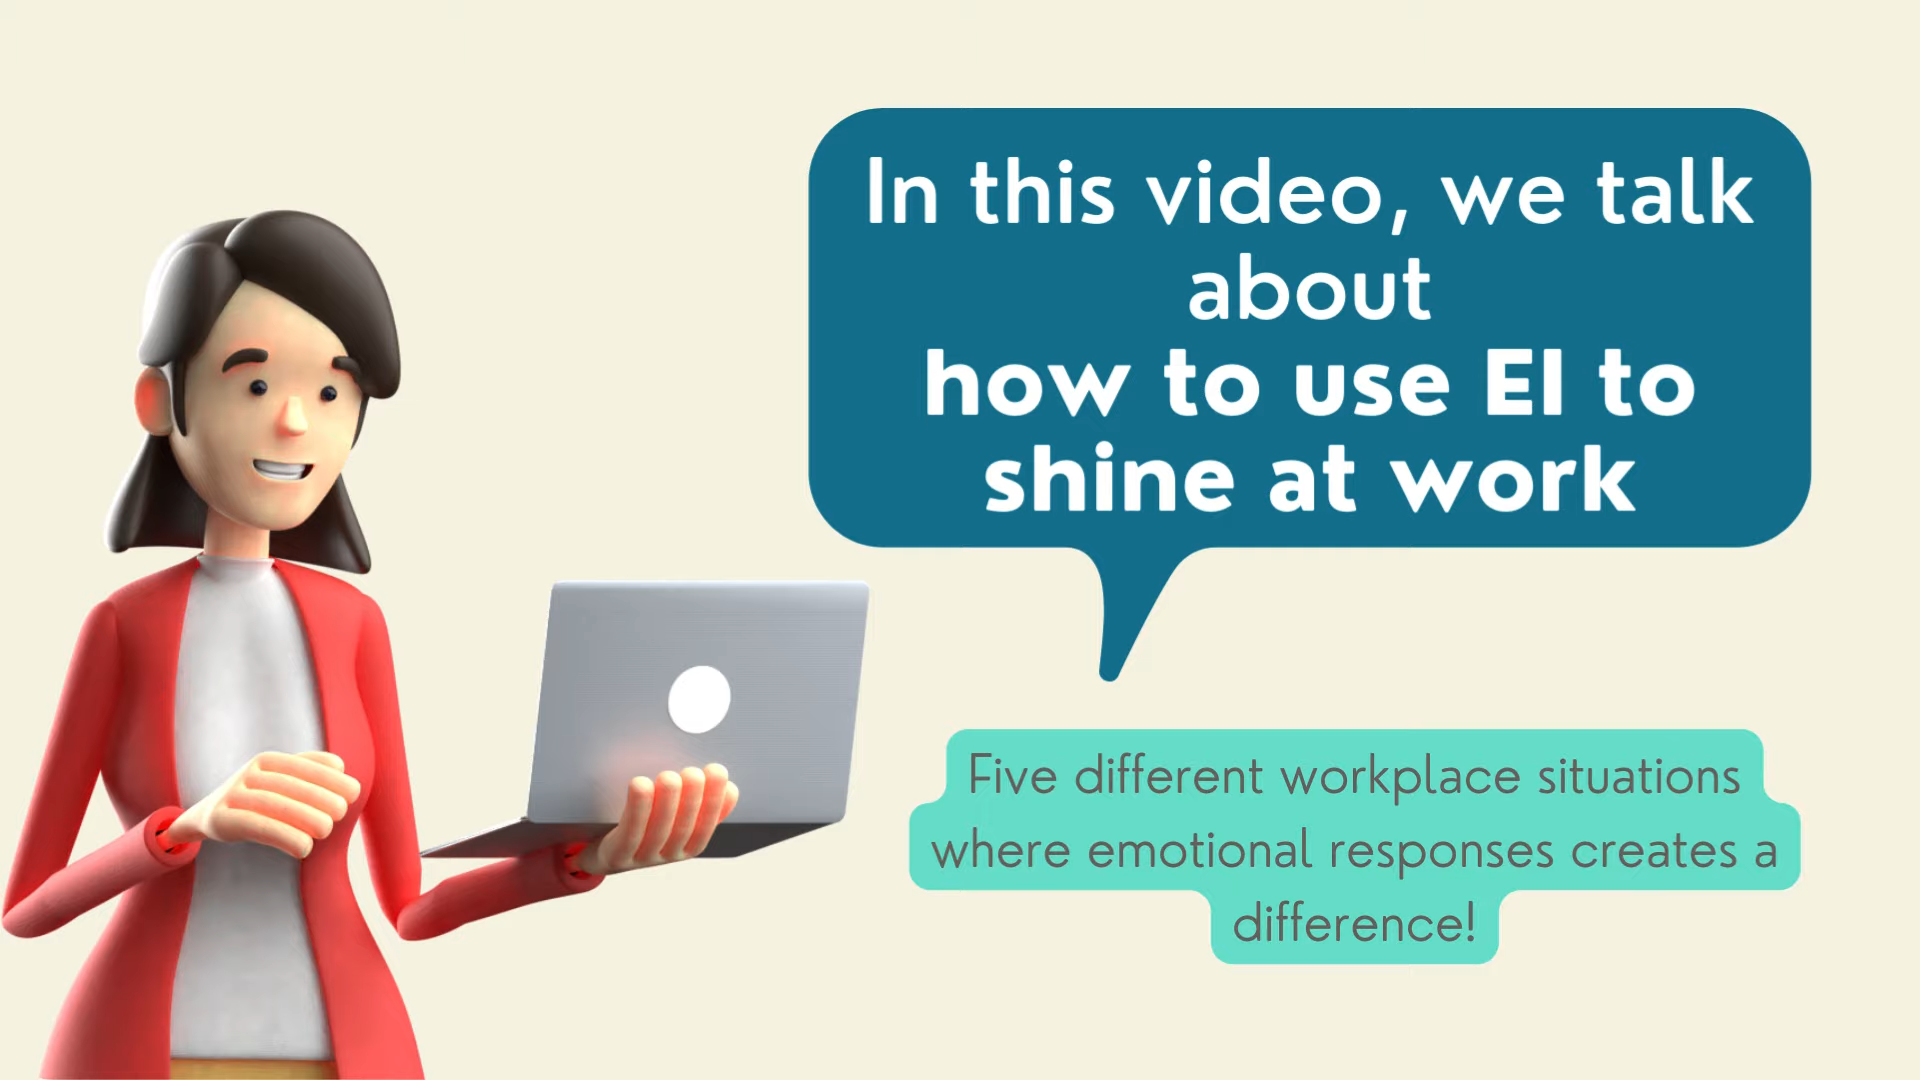 In this video, we talk
about
how to use EI to
shine at work
Five different workplace situations
where emotional responses creates a
difference!